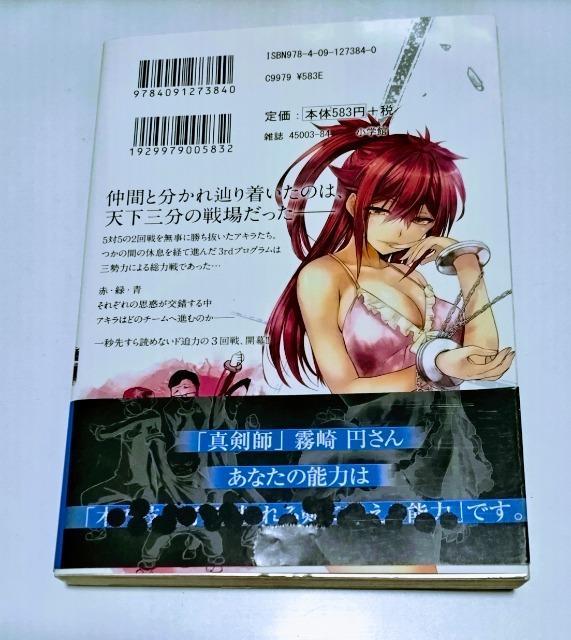 ISBN978-4-09-127384-0
C9979 ¥583E
9784091273840
定価：本体583円+税
雑誌 45003-84
小学館
1929979005832
仲間と分かれ辿り着いたのは、
天下三分の戦場だった――
5対5の2回戦を無事に勝ち抜いたアキラたち。
つかの間の休息を経て進んだ3rdプログラムは
三勢力による総力戦であった…
赤・緑・青
それぞれの思惑が交錯する中
アキラはどのチームへ進むのか――
一秒先すら読めないド迫力の3回戦、開幕!!
「真剣師」霧崎 円さん
あなたの能力は
能力」です。